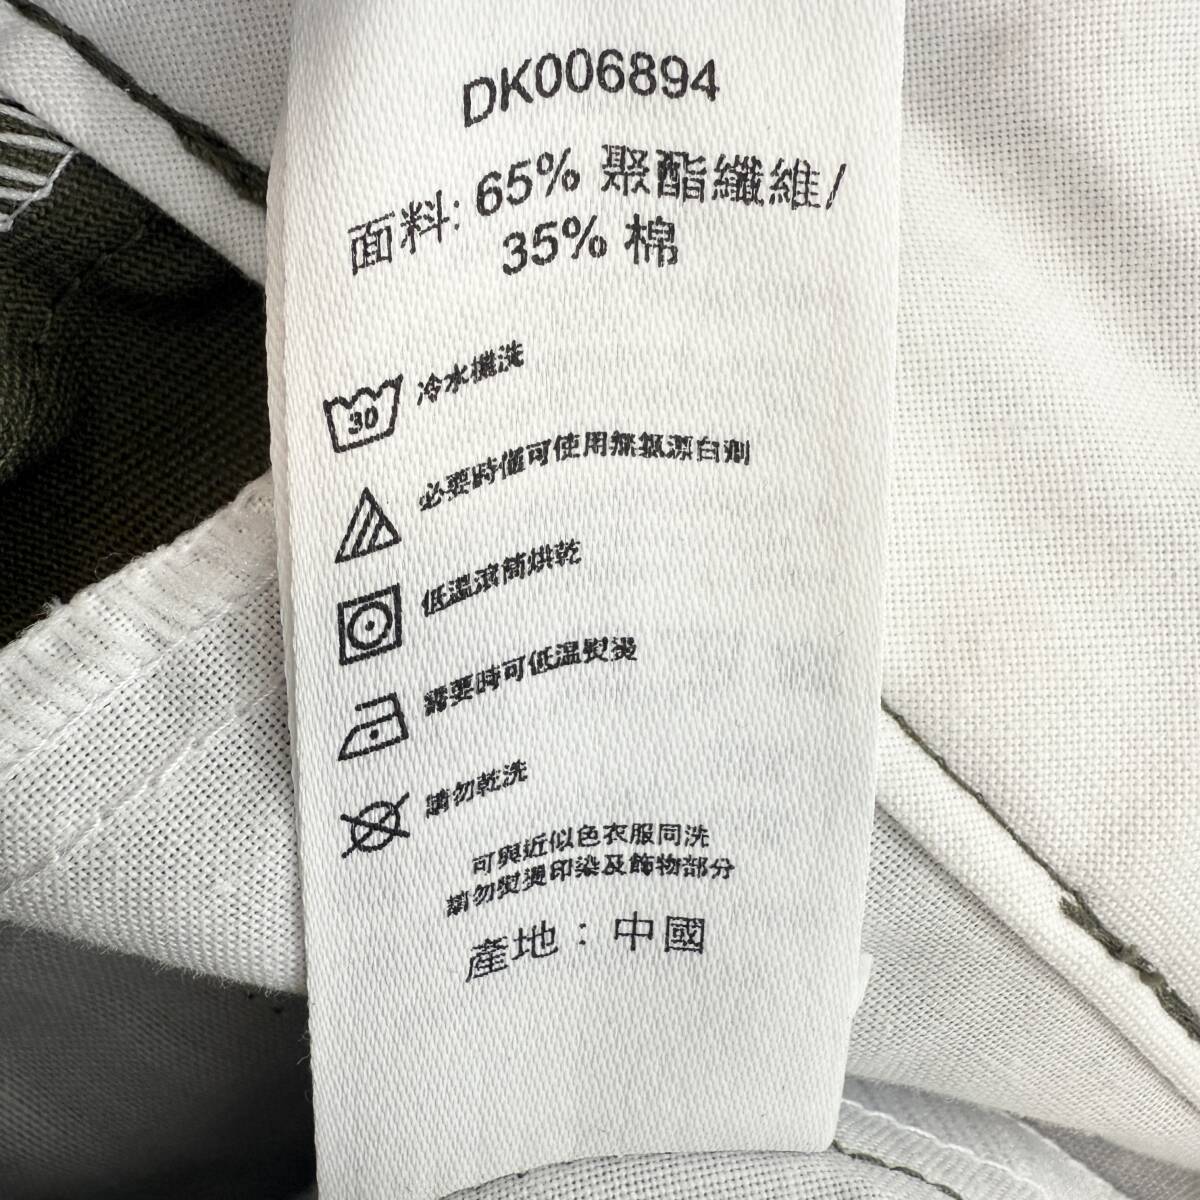 DK006894
面料: 65% 聚酯纖維/
35% 棉
30 冷水機洗
必要時僅可使用無氯漂白劑
低溫滾筒烘乾
需要時可低溫熨燙
請勿乾洗
可與近似色衣服同洗
請勿熨燙印染及飾物部分
產地：中國